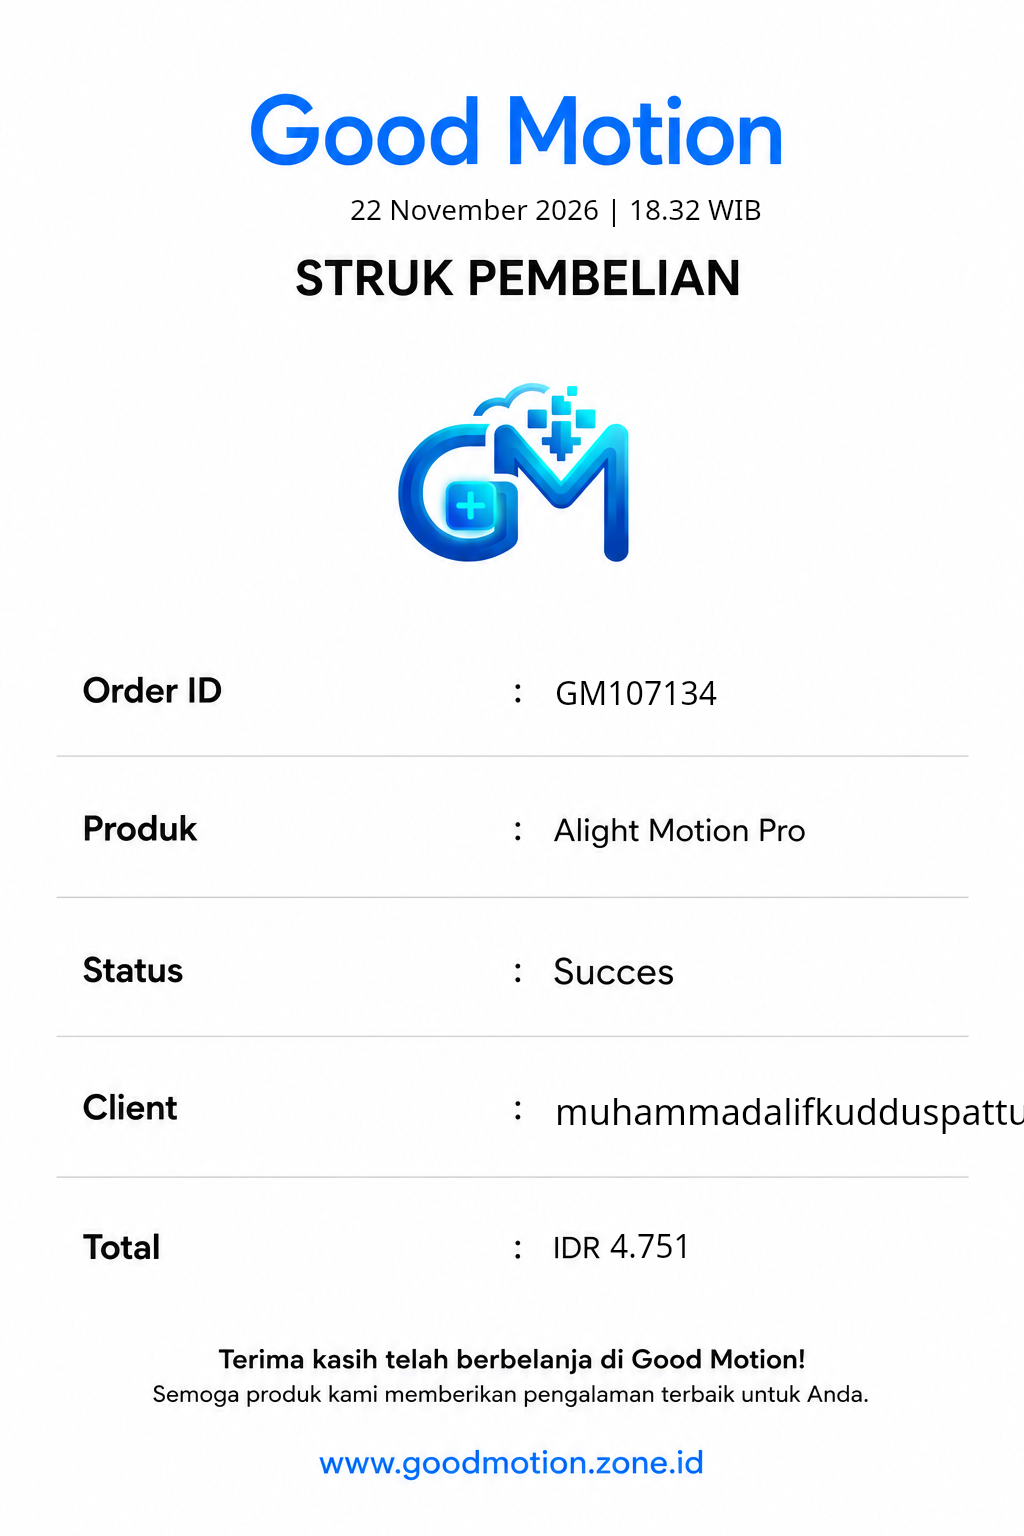 Good Motion
22 November 2026 | 18.32 WIB
STRUK PEMBELIAN
GM
Order ID : GM107134
Produk : Alight Motion Pro
Status : Succes
Client : muhammadalifkudduspattu
Total : IDR 4.751
Terima kasih telah berbelanja di Good Motion!
Semoga produk kami memberikan pengalaman terbaik untuk Anda.
www.goodmotion.zone.id